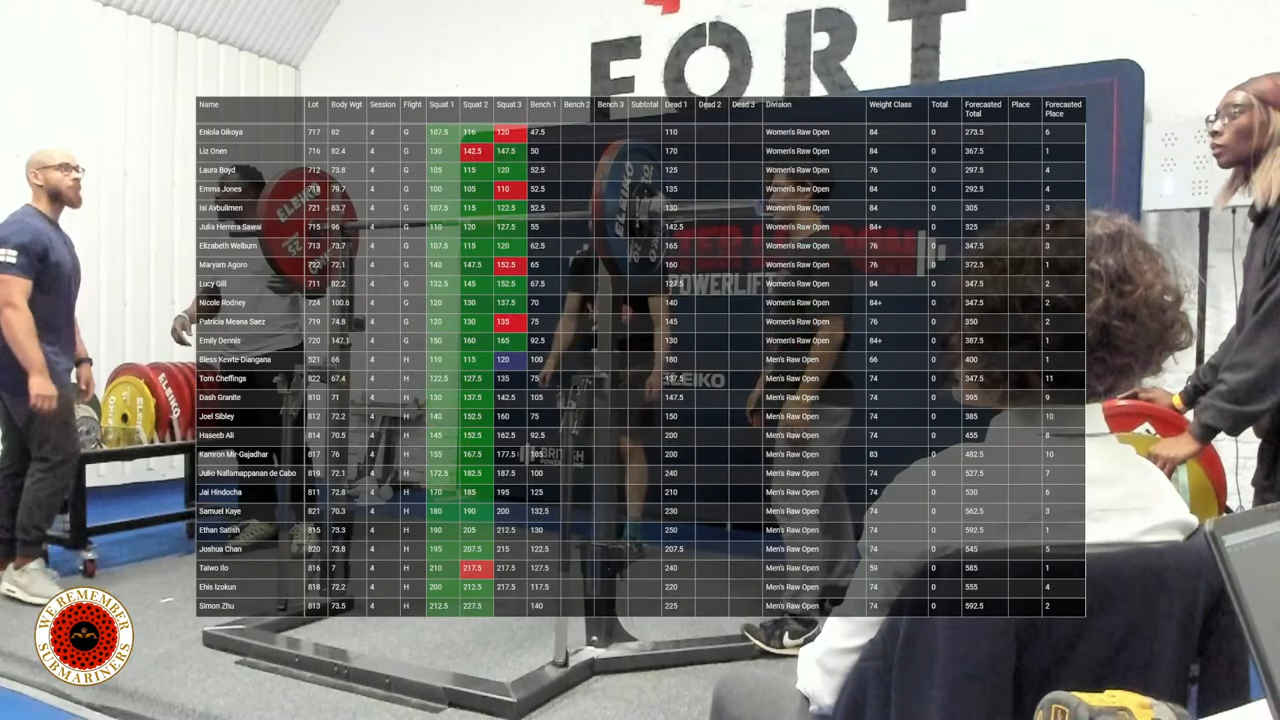 FORT
Name Lot Body Wgt Session Flight Squat 1 Squat 2 Squat 3 Bench 1 Bench 2 Bench 3 Subtotal Dead 1 Dead 2 Dead 3 Division Weight Class Total Forecasted Total Place Forecasted Place
Eniola Oikoya 717 82 4 G 107.5 116 120 47.5 110 Women's Raw Open 84 0 273.5 6
Liz Onen 716 82.4 4 G 130 142.5 147.5 50 170 Women's Raw Open 84 0 367.5 1
Laura Boyd 712 73.8 4 G 105 115 120 52.5 125 Women's Raw Open 76 0 297.5 4
Emma Jones 718 79.7 4 G 100 105 110 52.5 135 Women's Raw Open 84 0 292.5 4
Isi Avbulimen 721 83.7 4 G 107.5 115 122.5 52.5 130 Women's Raw Open 84 0 305 3
Julia Herrera Sawai 715 96 4 G 110 120 127.5 55 142.5 Women's Raw Open 84+ 0 325 3
Elizabeth Welburn 713 73.7 4 G 107.5 115 120 62.5 165 Women's Raw Open 76 0 347.5 3
Maryam Agoro 722 72.1 4 G 140 147.5 152.5 65 160 Women's Raw Open 76 0 372.5 1
Lucy Gill 711 82.2 4 G 132.5 145 152.5 67.5 127.5 Women's Raw Open 84 0 347.5 2
Nicole Rodney 724 100.6 4 G 120 130 137.5 70 140 Women's Raw Open 84+ 0 347.5 2
Patricia Meana Saez 719 74.8 4 G 120 130 135 75 145 Women's Raw Open 76 0 350 2
Emily Dennis 720 147.1 4 G 150 160 165 92.5 130 Women's Raw Open 84+ 0 387.5 1
Bless Kewte-Diangana 521 66 4 H 110 115 120 100 180 Men's Raw Open 66 0 400 1
Tom Cheffings 822 67.4 4 H 122.5 127.5 135 75 137.5 Men's Raw Open 74 0 347.5 11
Dash Granite 810 71 4 H 130 137.5 142.5 105 147.5 Men's Raw Open 74 0 395 9
Joel Sibley 812 72.2 4 H 140 152.5 160 75 150 Men's Raw Open 74 0 385 10
Haseeb Ali 814 70.5 4 H 145 152.5 162.5 92.5 200 Men's Raw Open 74 0 455 8
Kamron Mir-Gajadhar 817 76 4 H 155 167.5 177.5 105 200 Men's Raw Open 83 0 482.5 10
Julio Nallamappanan de Cabo 819 72.1 4 H 172.5 182.5 187.5 100 240 Men's Raw Open 74 0 527.5 7
Jai Hindocha 811 72.8 4 H 170 185 195 125 210 Men's Raw Open 74 0 530 6
Samuel Kaye 821 70.3 4 H 180 190 200 132.5 230 Men's Raw Open 74 0 562.5 3
Ethan Satish 815 73.3 4 H 190 205 212.5 130 250 Men's Raw Open 74 0 592.5 1
Joshua Chan 820 73.8 4 H 195 207.5 215 122.5 207.5 Men's Raw Open 74 0 545 5
Taiwo Ilo 816 7 4 H 210 217.5 217.5 127.5 240 Men's Raw Open 59 0 585 1
Ehis Izokun 818 72.2 4 H 200 212.5 217.5 117.5 220 Men's Raw Open 74 0 555 4
Simon Zhu 813 73.5 4 H 212.5 227.5 140 225 Men's Raw Open 74 0 592.5 2
ELEIKO
25
ELEIKO
POWERLIFT
ELEIKO
BRITISH
ELEIKO
ELEIKO
WE REMEMBER SUBMARINERS